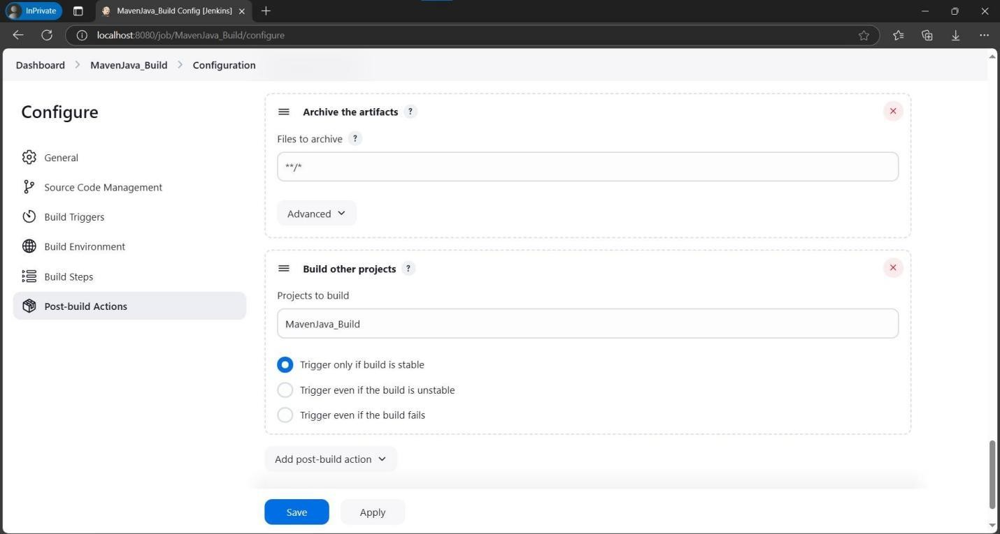 InPrivate
MavenJava_Build Config [Jenkins]
localhost:8080/job/MavenJava_Build/configure
Dashboard > MavenJava_Build > Configuration
Configure
General
Source Code Management
Build Triggers
Build Environment
Build Steps
Post-build Actions
Archive the artifacts ?
Files to archive ?
**/*
Advanced
Build other projects ?
Projects to build
MavenJava_Build
Trigger only if build is stable
Trigger even if the build is unstable
Trigger even if the build fails
Add post-build action
Save Apply